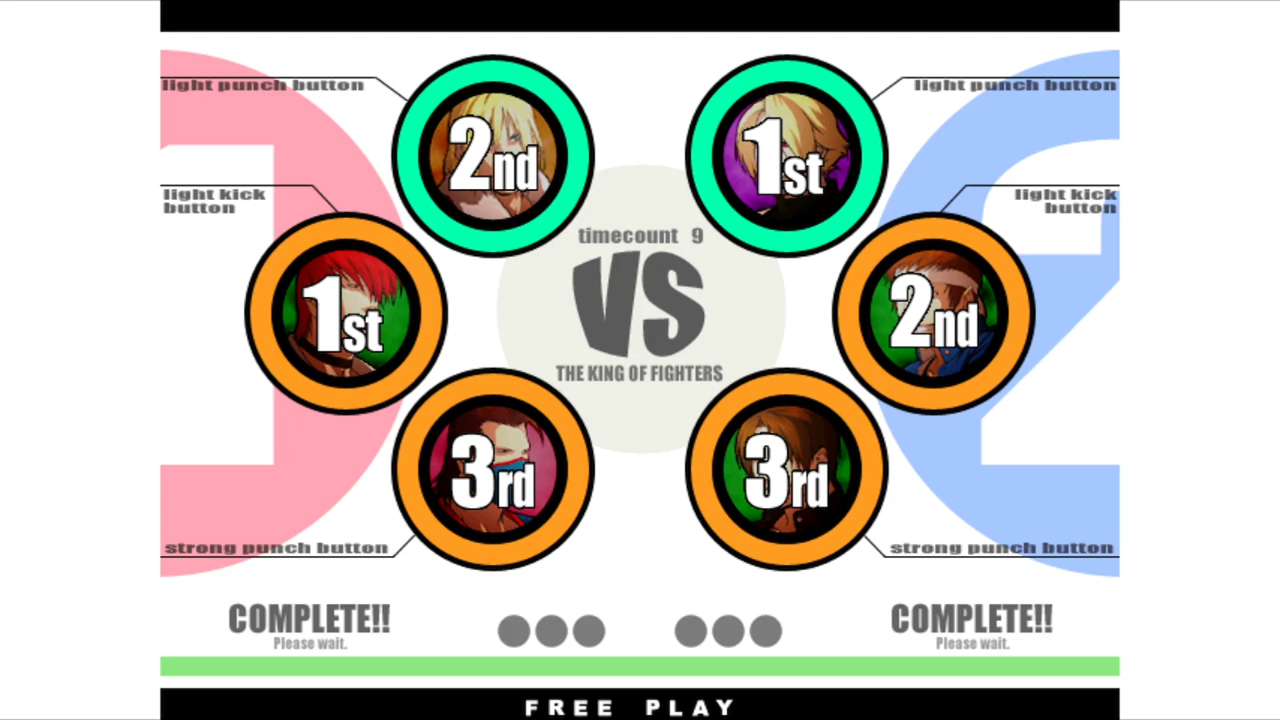 light punch button
light punch button
2nd
1st
light kick
button
light kick
button
timecount 9
VS
THE KING OF FIGHTERS
1st
2nd
3rd
3rd
strong punch button
strong punch button
COMPLETE!!
Please wait.
COMPLETE!!
Please wait.
FREE PLAY
1
2